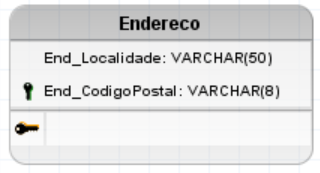 Endereco
End_Localidade: VARCHAR(50)
End_CodigoPostal: VARCHAR(8)